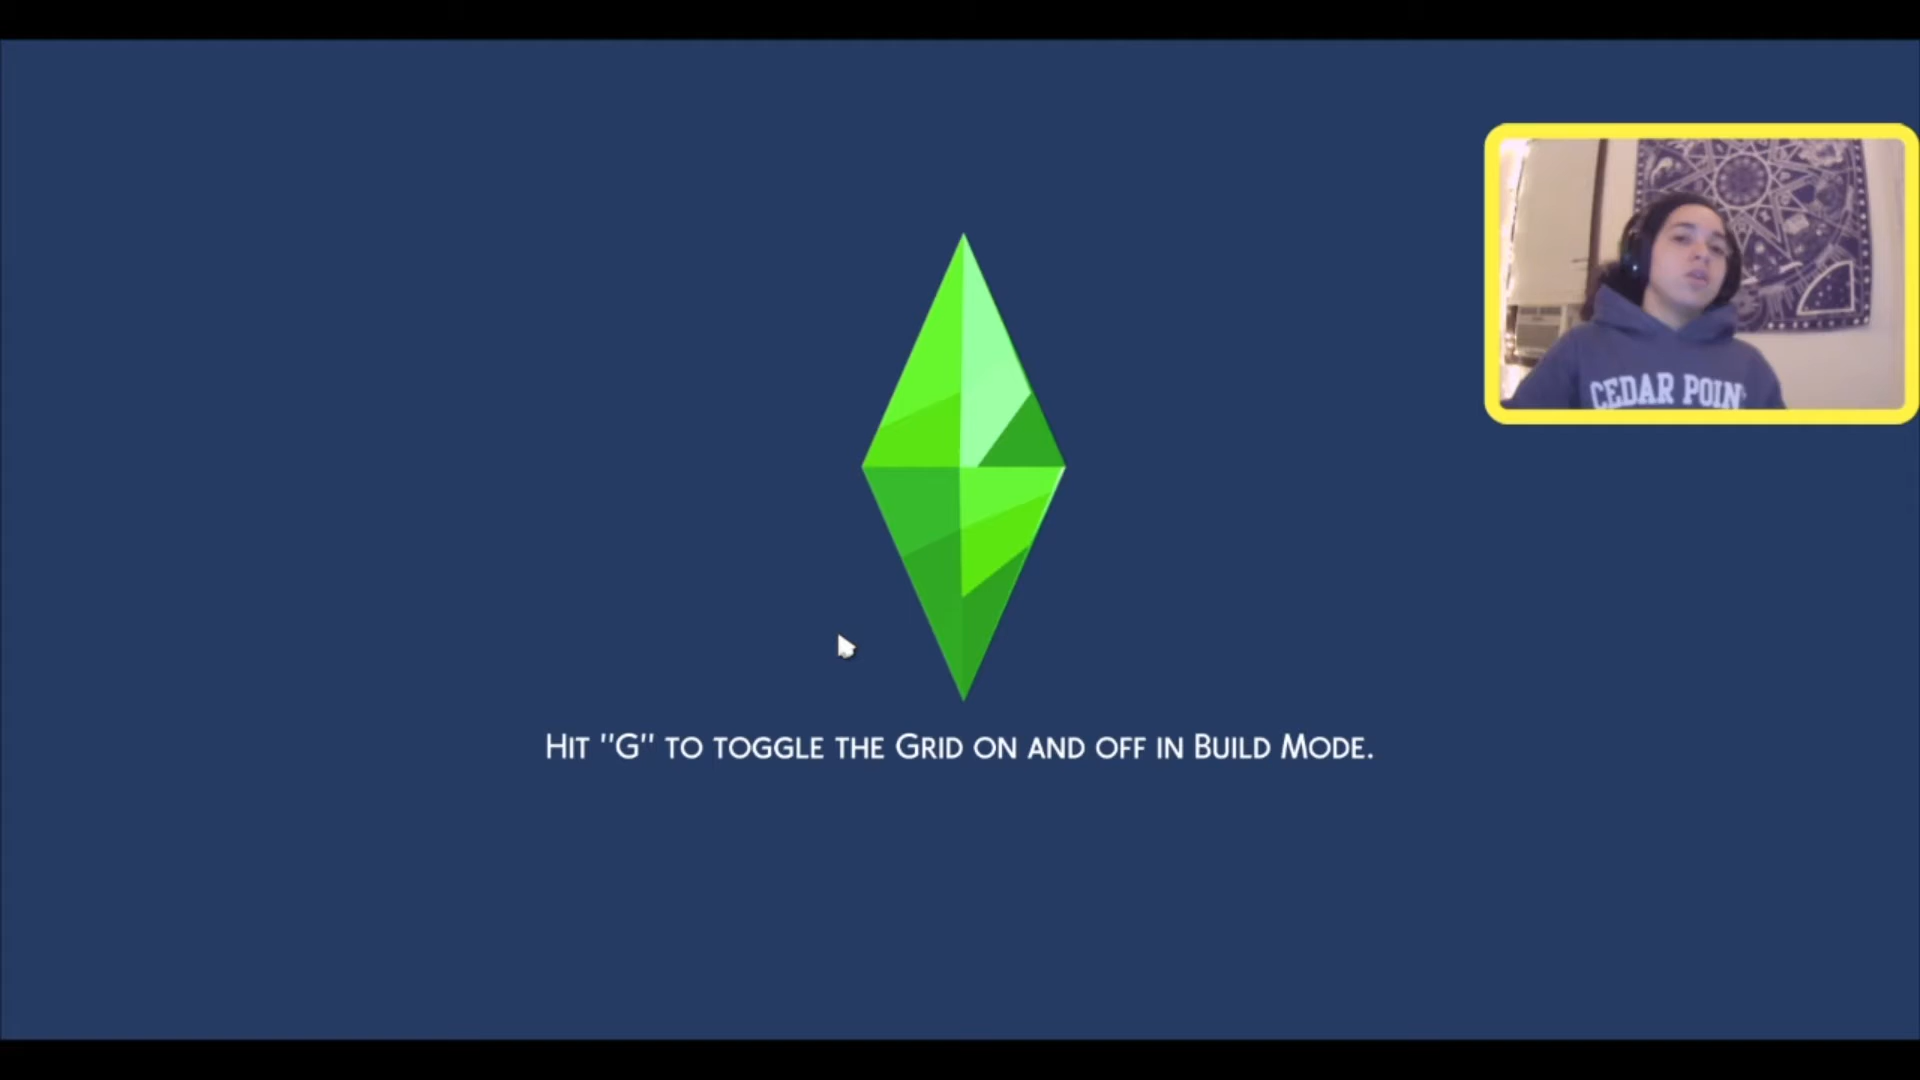 CEDAR POIN
HIT "G" TO TOGGLE THE GRID ON AND OFF IN BUILD MODE.